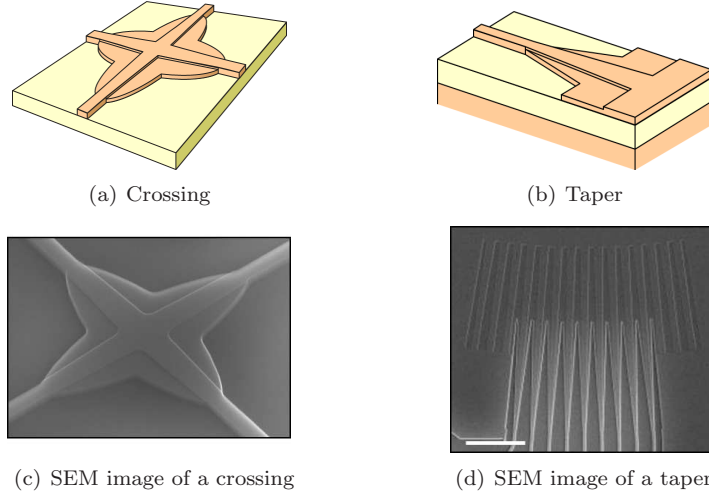 (a) Crossing
(b) Taper
(c) SEM image of a crossing
(d) SEM image of a taper